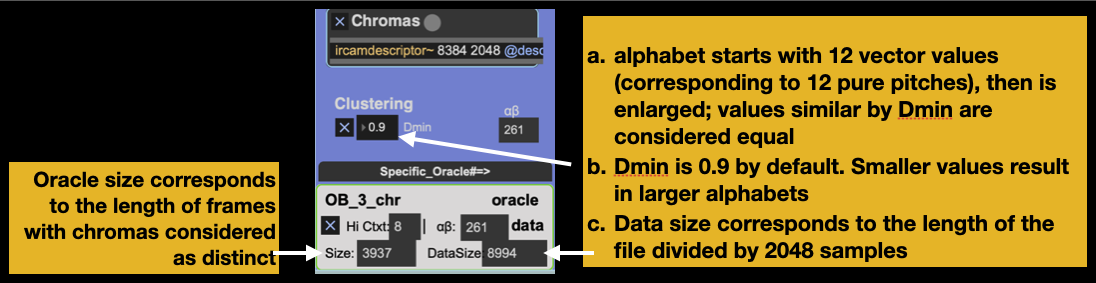 Chromas
ircamdescriptor~ 8384 2048 @desc
Clustering
0.9 Dmin
αβ
261
Specific_Oracle#=>
OB_3_chr oracle
Hi Ctxt: 8 | αβ: 261 data
Size: 3937 DataSize 8994
Oracle size corresponds
to the length of frames
with chromas considered
as distinct
a. alphabet starts with 12 vector values
(corresponding to 12 pure pitches), then is
enlarged; values similar by Dmin are
considered equal
b. Dmin is 0.9 by default. Smaller values result
in larger alphabets
c. Data size corresponds to the length of the
file divided by 2048 samples